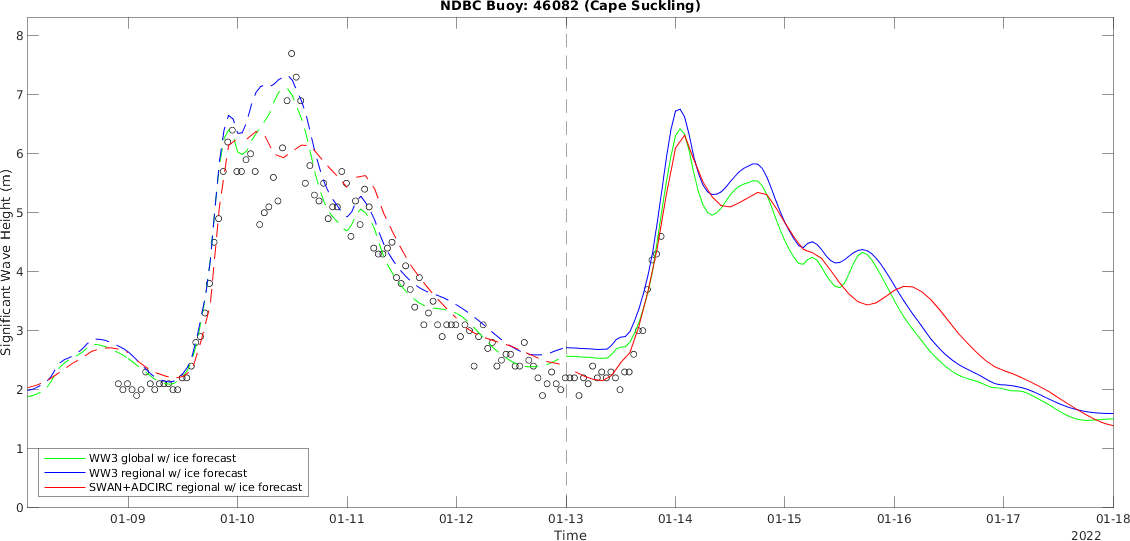 NDBC Buoy: 46082 (Cape Suckling)
Significant Wave Height (m)
8
7
6
5
4
3
2
1
0
WW3 global w/ ice forecast
WW3 regional w/ ice forecast
SWAN+ADCIRC regional w/ ice forecast
01-09 01-10 01-11 01-12 01-13 01-14 01-15 01-16 01-17 01-18
Time
2022